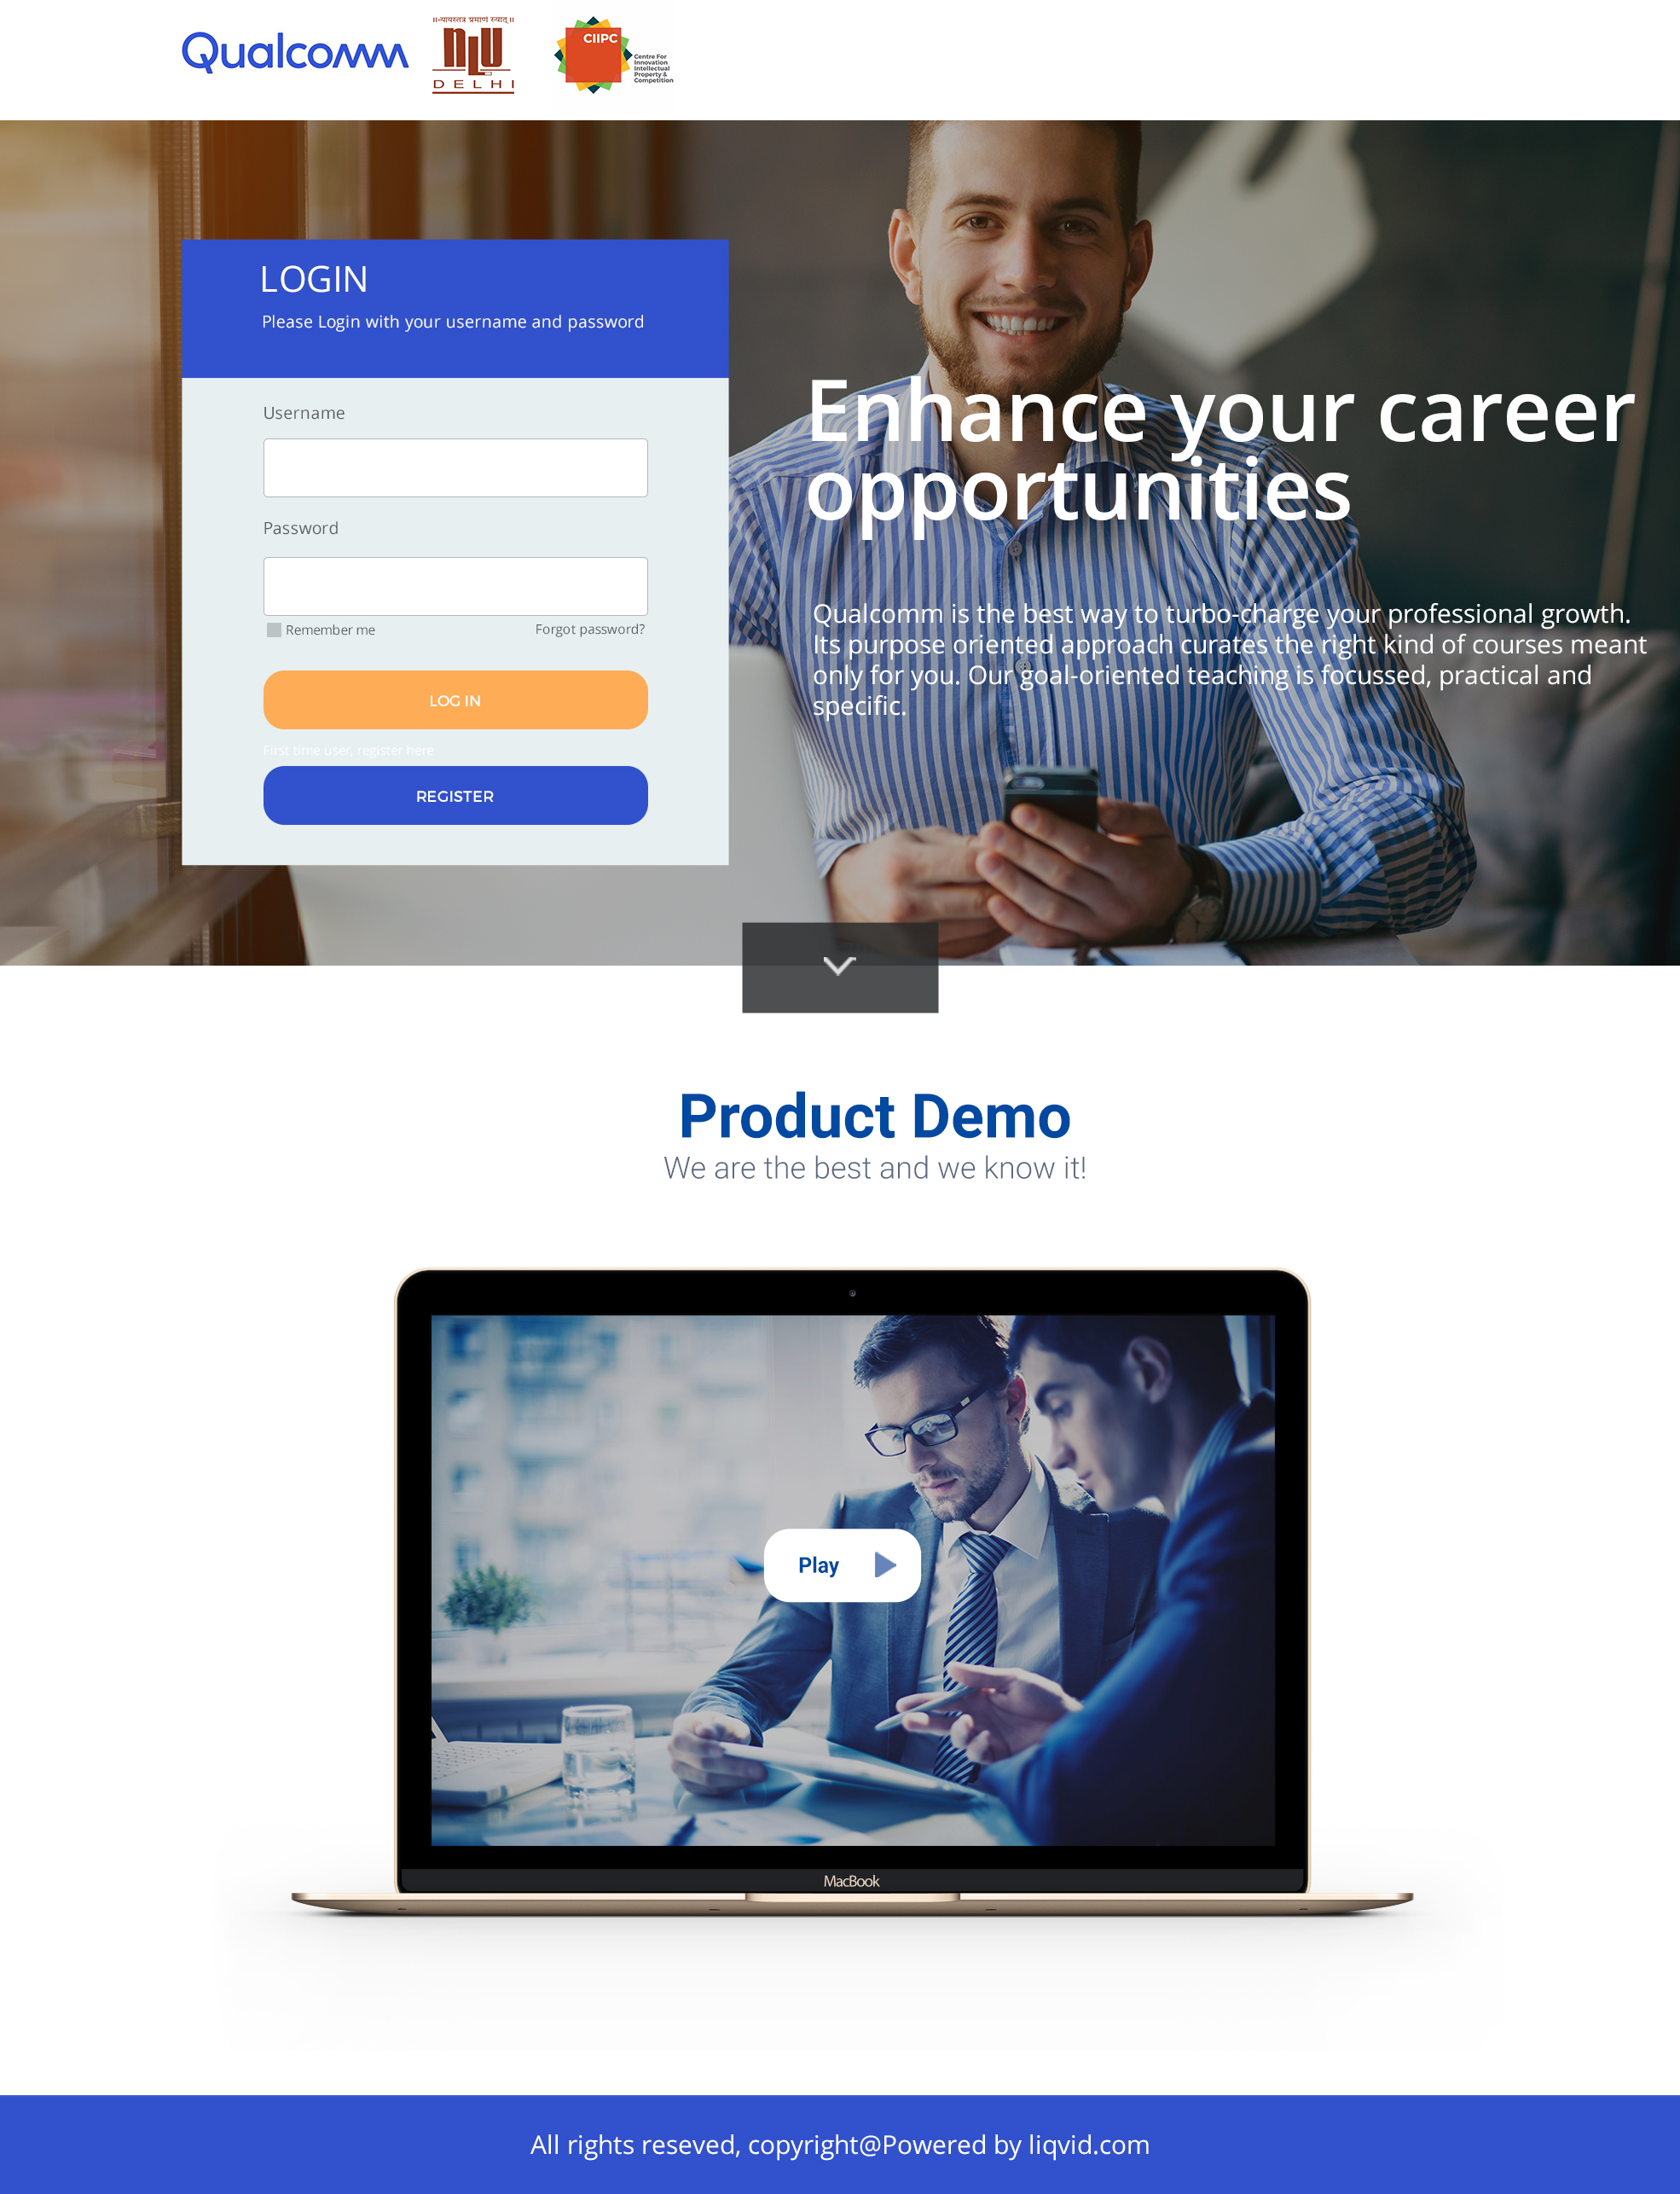 Qualcomm
॥-न्यायस्तत्र प्रमाणं स्यात्॥
NLU
DELHI
CIIPC
Centre For
Innovation
Intellectual
Property &
Competition
LOGIN
Please Login with your username and password
Username
Password
Remember me
Forgot password?
LOG IN
First time user, register here
REGISTER
Enhance your career
opportunities
Qualcomm is the best way to turbo-charge your professional growth.
Its purpose oriented approach curates the right kind of courses meant
only for you. Our goal-oriented teaching is focussed, practical and
specific.
Product Demo
We are the best and we know it!
Play
MacBook
All rights reseved, copyright@Powered by liqvid.com